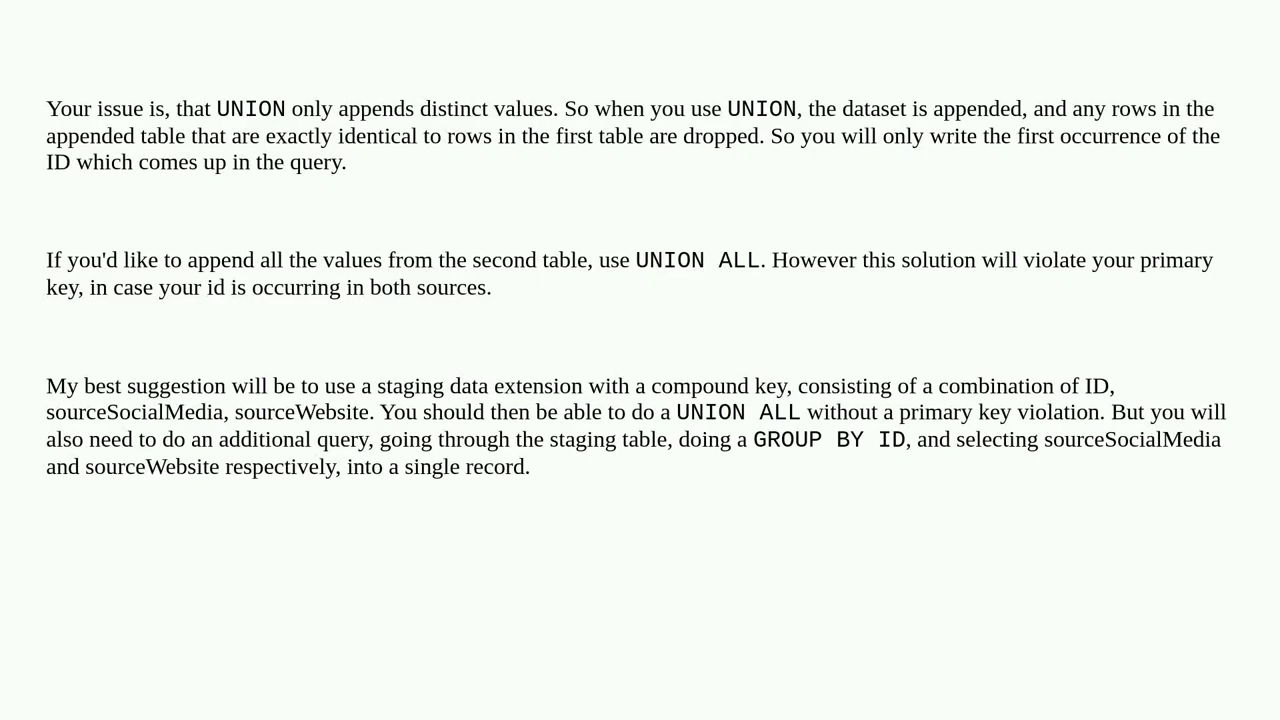 Your issue is, that UNION only appends distinct values. So when you use UNION, the dataset is appended, and any rows in the
appended table that are exactly identical to rows in the first table are dropped. So you will only write the first occurrence of the
ID which comes up in the query.
If you'd like to append all the values from the second table, use UNION ALL. However this solution will violate your primary
key, in case your id is occurring in both sources.
My best suggestion will be to use a staging data extension with a compound key, consisting of a combination of ID,
sourceSocialMedia, sourceWebsite. You should then be able to do a UNION ALL without a primary key violation. But you will
also need to do an additional query, going through the staging table, doing a GROUP BY ID, and selecting sourceSocialMedia
and sourceWebsite respectively, into a single record.